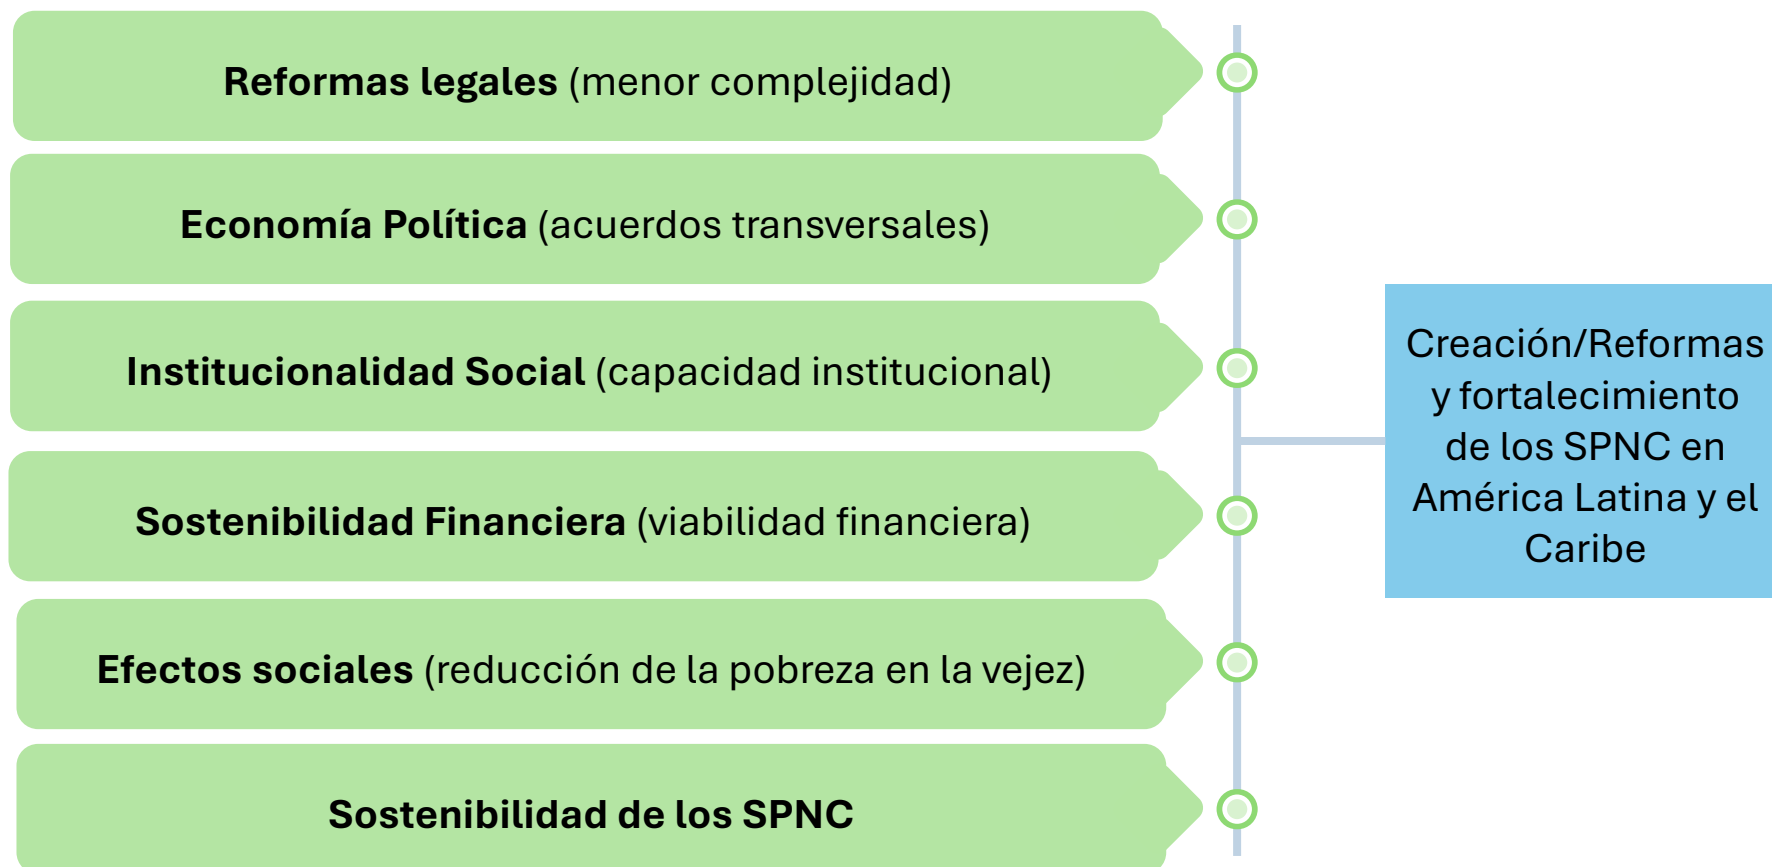 Reformas legales (menor complejidad)
Economía Política (acuerdos transversales)
Institucionalidad Social (capacidad institucional)
Sostenibilidad Financiera (viabilidad financiera)
Efectos sociales (reducción de la pobreza en la vejez)
Sostenibilidad de los SPNC
Creación/Reformas
y fortalecimiento
de los SPNC en
América Latina y el
Caribe